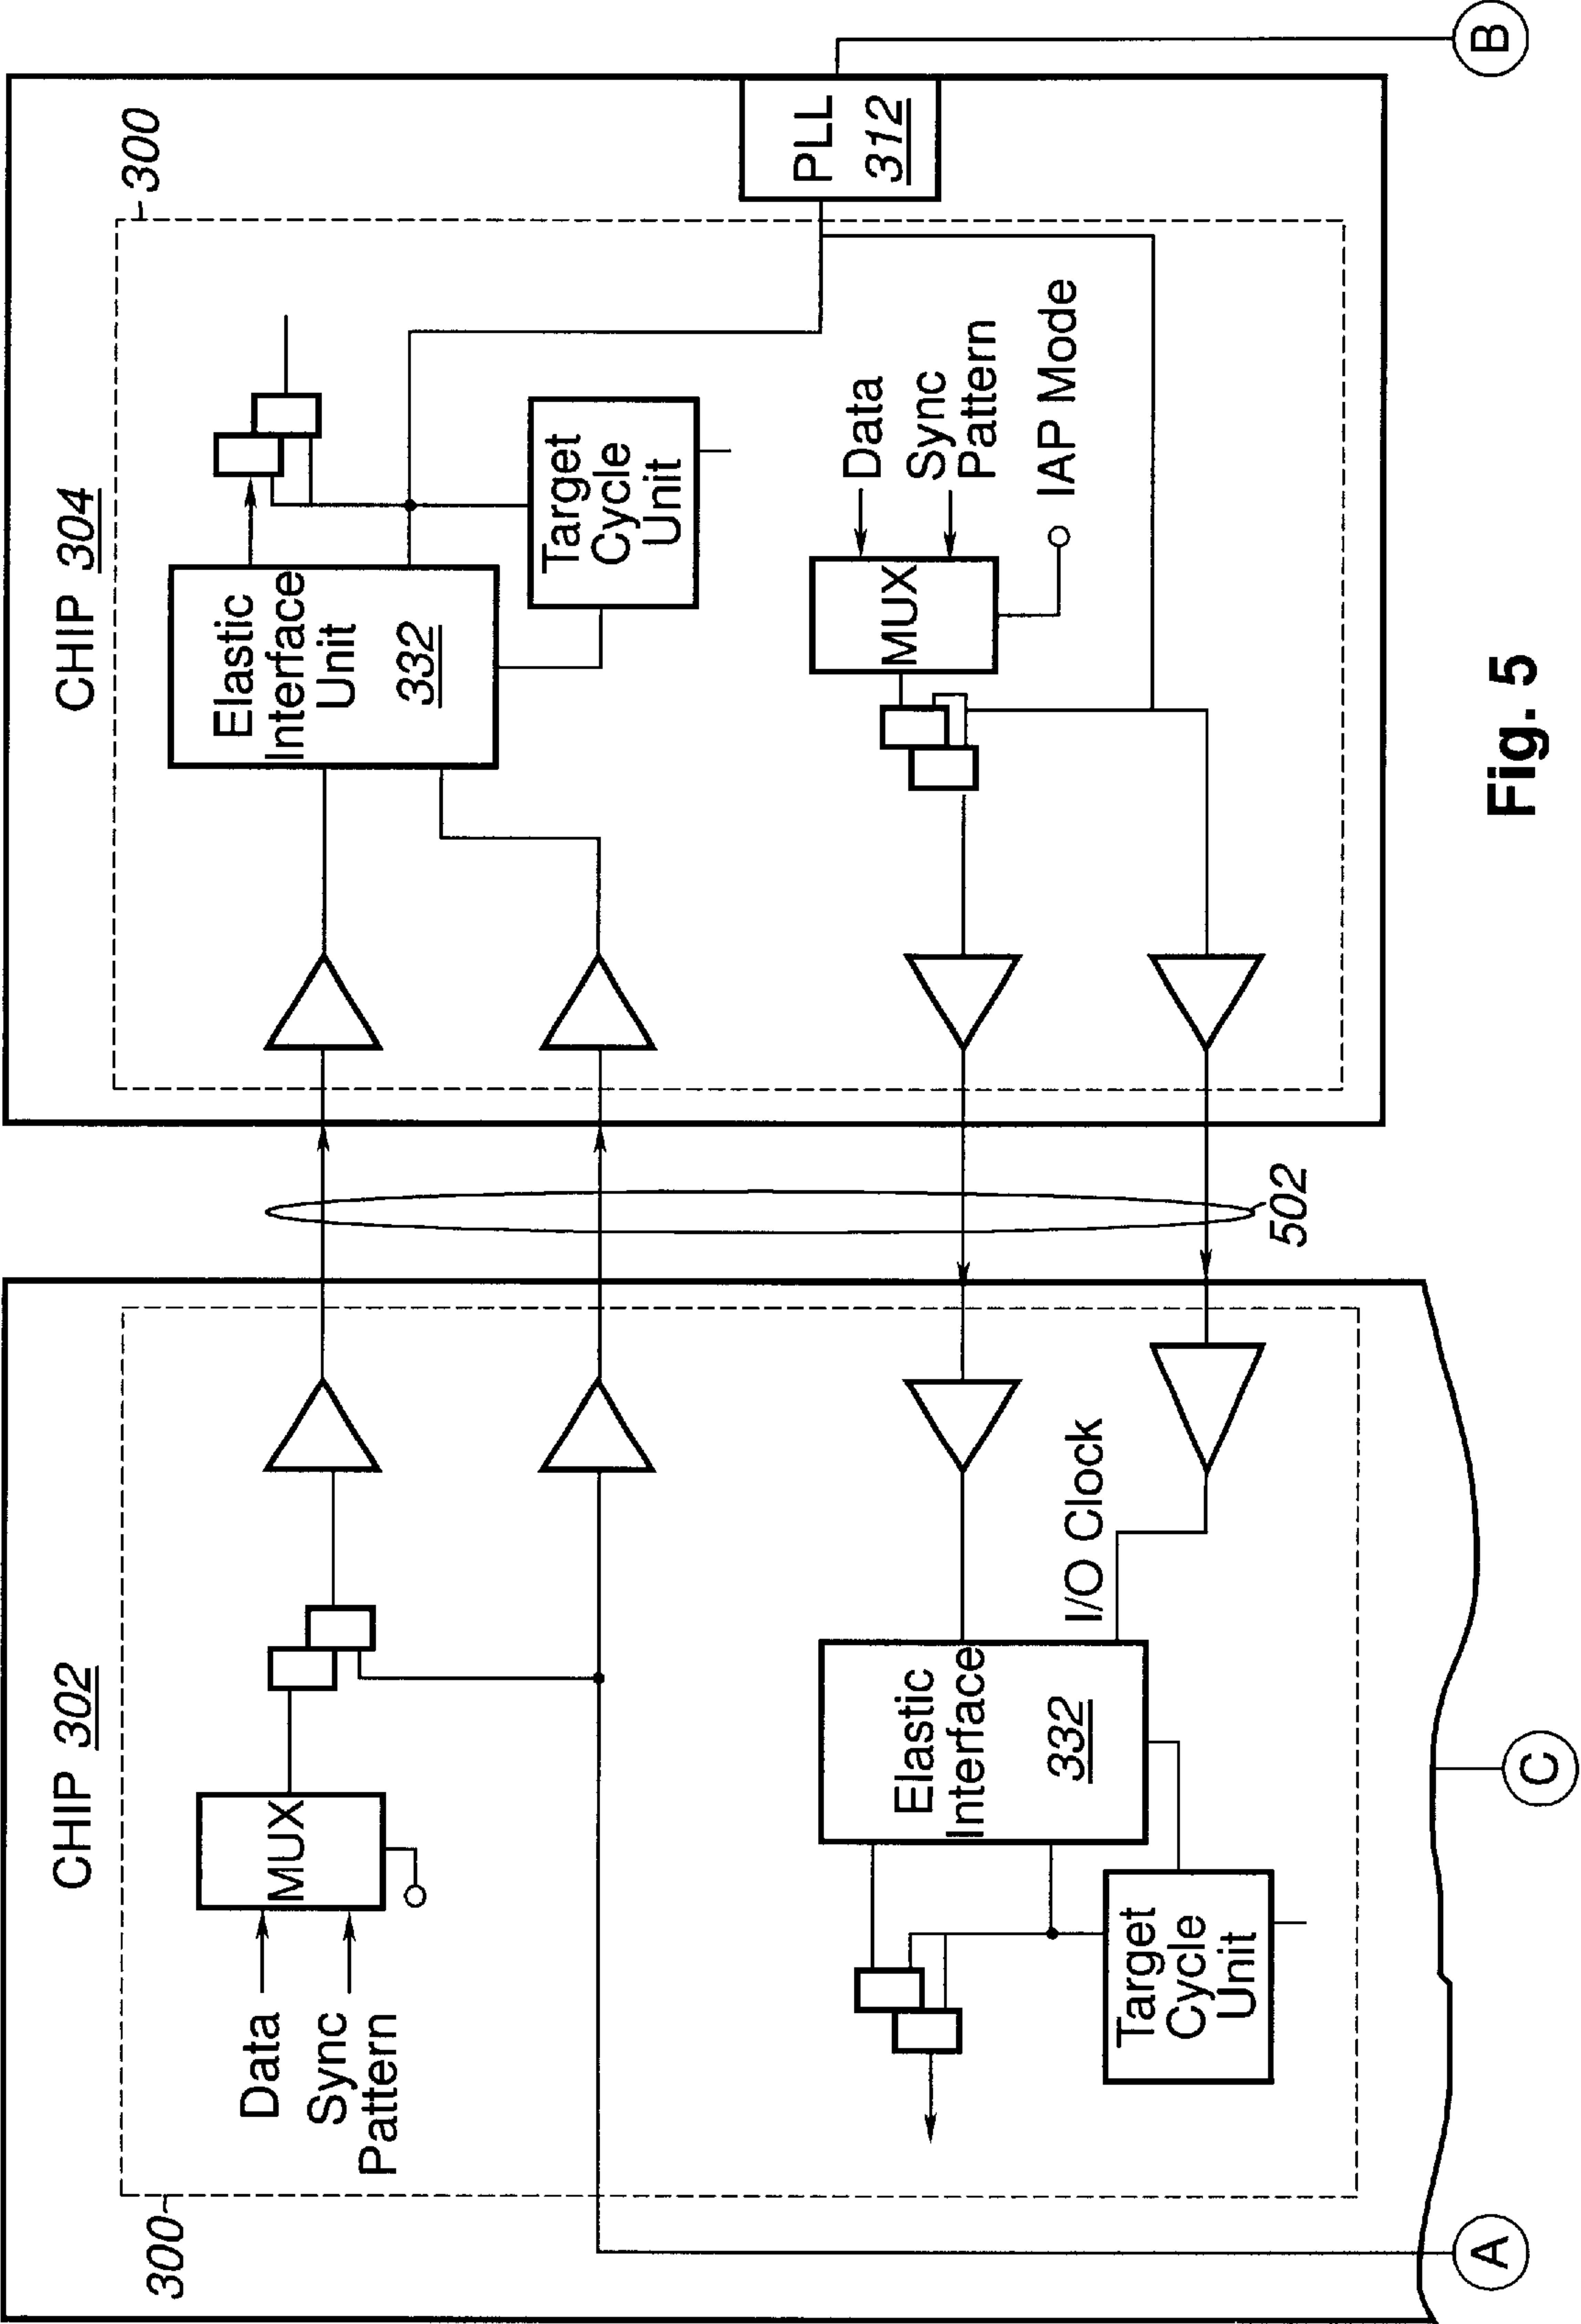 CHIP 302
300
Data
Sync
Pattern
MUX
Elastic
Interface
332
I/O Clock
Target
Cycle
Unit
A
C
502
CHIP 304
300
Elastic
Interface
Unit
332
Target
Cycle
Unit
PLL
312
Data
Sync
Pattern
IAP Mode
MUX
B
Fig. 5